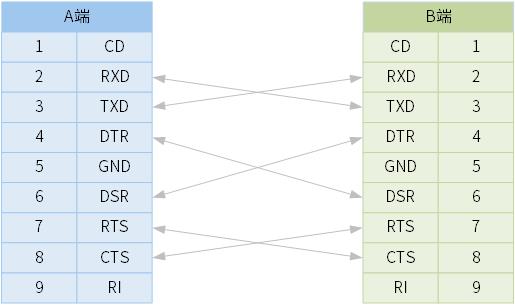 A端 B端
1 CD CD 1
2 RXD RXD 2
3 TXD TXD 3
4 DTR DTR 4
5 GND GND 5
6 DSR DSR 6
7 RTS RTS 7
8 CTS CTS 8
9 RI RI 9